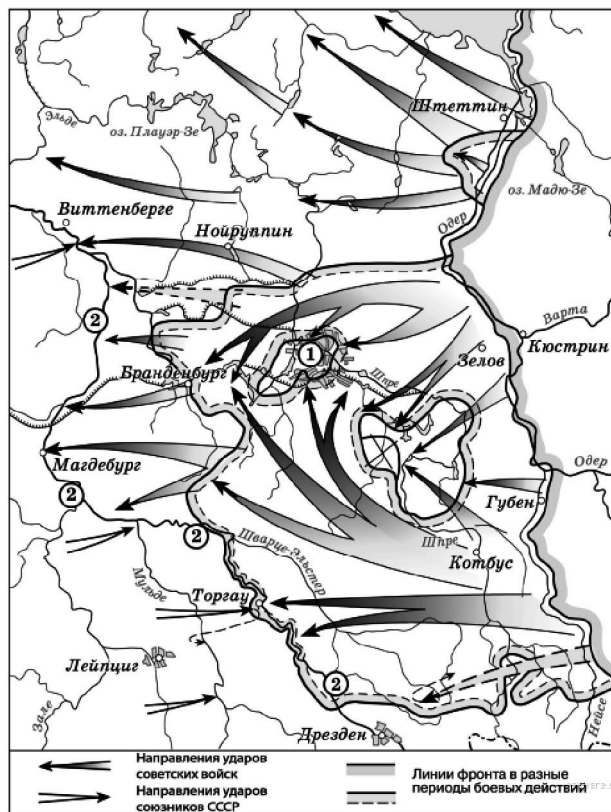 Штеттин
Эльде
оз. Плауэр-Зе
оз. Мадю-Зе
Одер
Виттенберге
Нойруппин
2
Варта
1
Зелов
Кюстрин
Шпре
Бранденбург
Магдебург
Одер
2
Губен
2
Шпре
Котбус
Шварце-Эльстер
Мульде
Торгау
Лейпциг
2
Зале
Дрезден
Нейсе
Направления ударов
советских войск
Направления ударов
союзников СССР
Линии фронта в разные
периоды боевых действий